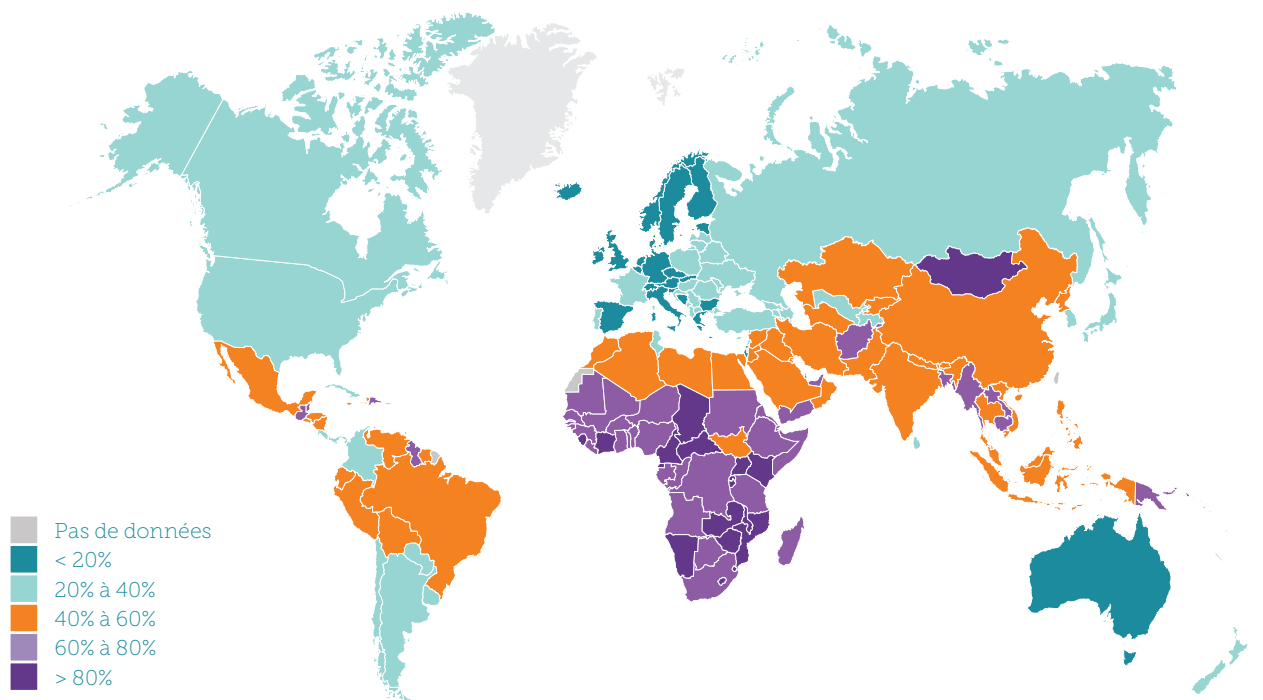 Pas de données
< 20%
20% à 40%
40% à 60%
60% à 80%
> 80%